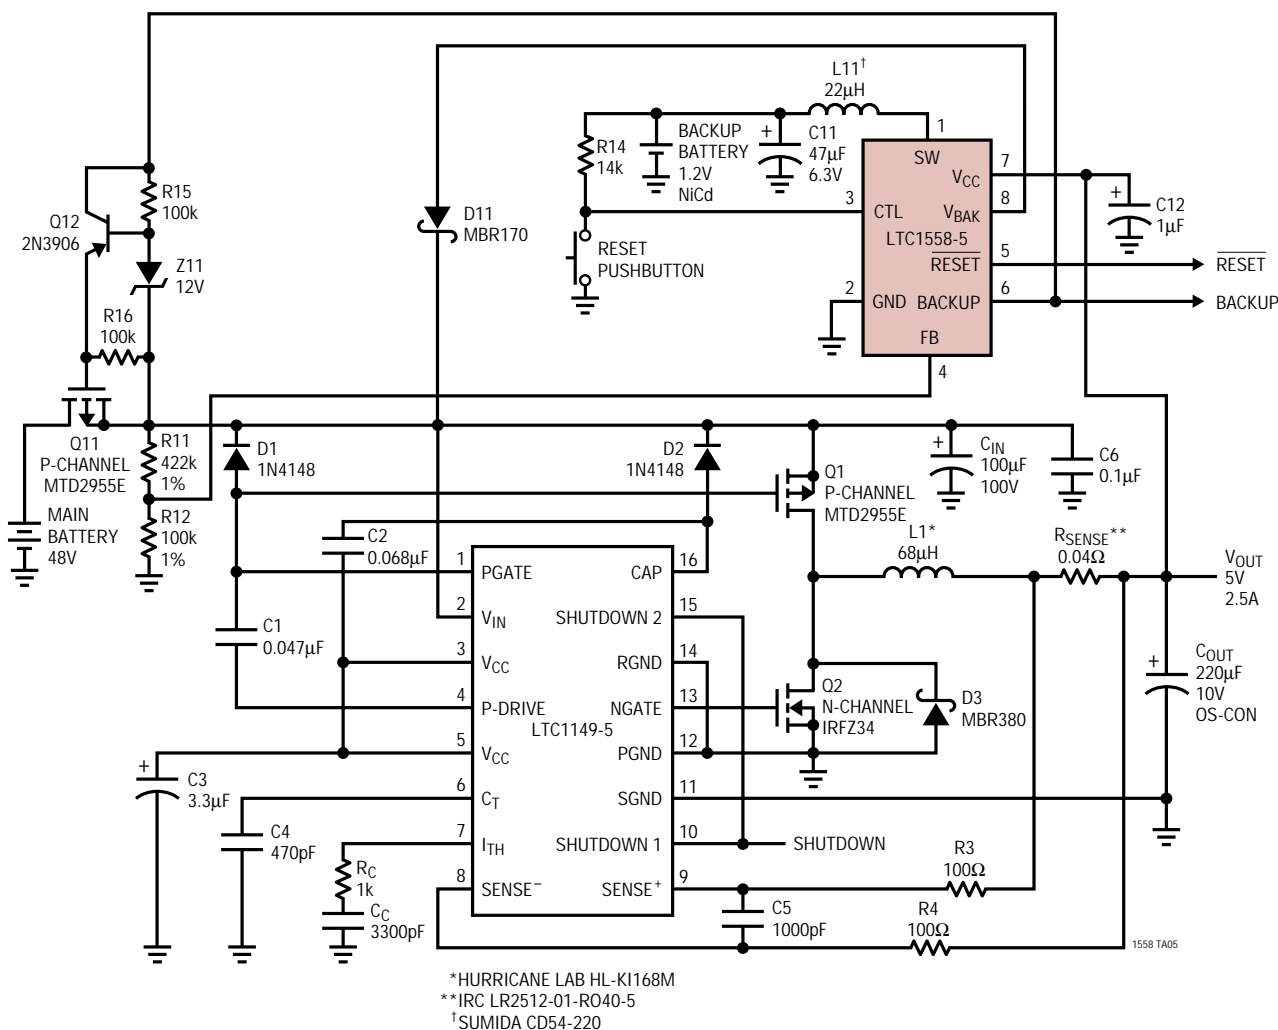 L11†
22µH
R14
14k
BACKUP
BATTERY
1.2V
NiCd
+
C11
47µF
6.3V
1
SW
7
VCC
+
C12
1µF
3
CTL
8
VBAK
LTC1558-5
RESET
5
RESET
2
GND
BACKUP
6
BACKUP
FB
4
RESET
PUSHBUTTON
D11
MBR170
R15
100k
Q12
2N3906
Z11
12V
R16
100k
Q11
P-CHANNEL
MTD2955E
R11
422k
1%
R12
100k
1%
MAIN
BATTERY
48V
D1
1N4148
D2
1N4148
Q1
P-CHANNEL
MTD2955E
+
CIN
100µF
100V
C6
0.1µF
C2
0.068µF
L1*
68µH
RSENSE**
0.04Ω
VOUT
5V
2.5A
C1
0.047µF
1
PGATE
CAP
16
2
VIN
SHUTDOWN 2
15
3
VCC
RGND
14
4
P-DRIVE
NGATE
13
LTC1149-5
5
VCC
PGND
12
6
CT
SGND
11
7
ITH
SHUTDOWN 1
10
SHUTDOWN
8
SENSE–
SENSE+
9
Q2
N-CHANNEL
IRFZ34
D3
MBR380
+
COUT
220µF
10V
OS-CON
+
C3
3.3µF
C4
470pF
RC
1k
CC
3300pF
C5
1000pF
R3
100Ω
R4
100Ω
1558 TA05
*HURRICANE LAB HL-KI168M
**IRC LR2512-01-RO40-5
†SUMIDA CD54-220